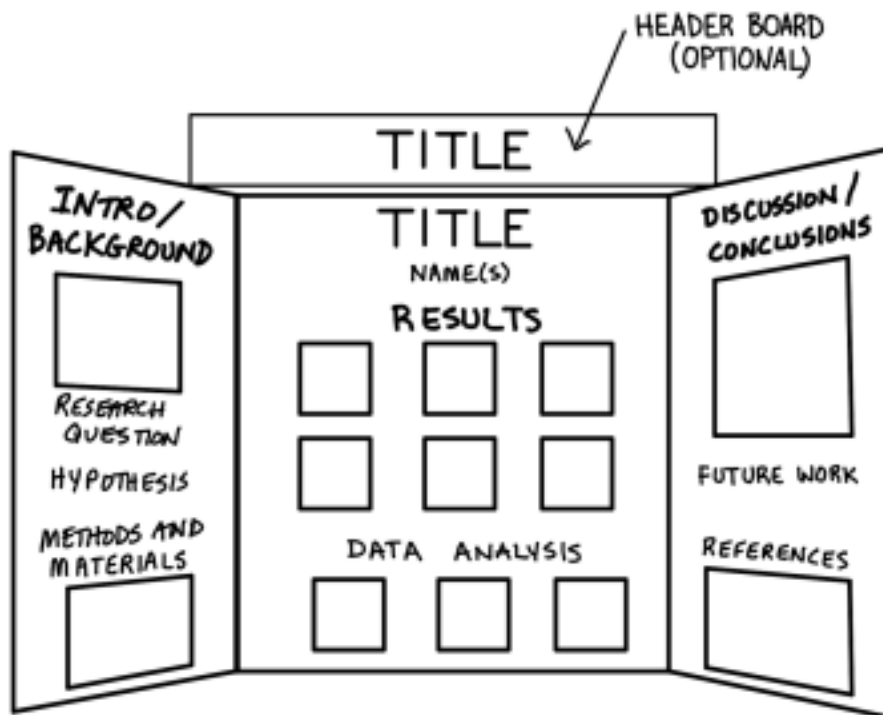 HEADER BOARD
(OPTIONAL)
TITLE
INTRO/
BACKGROUND
RESEARCH
QUESTION
HYPOTHESIS
METHODS AND
MATERIALS
TITLE
NAME(S)
RESULTS
DATA ANALYSIS
DISCUSSION/
CONCLUSIONS
FUTURE WORK
REFERENCES